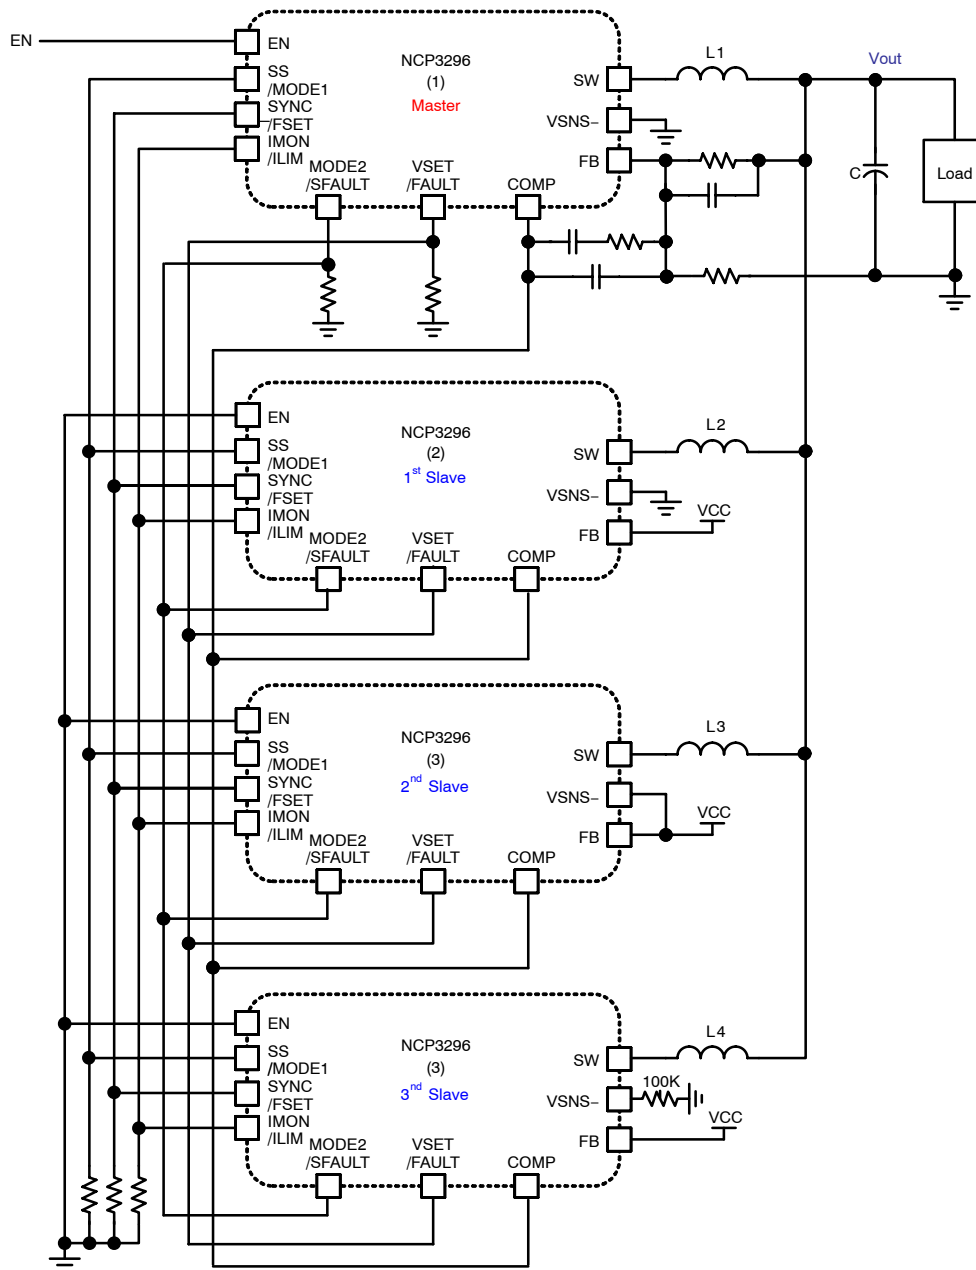 EN
EN
SS
/MODE1
SYNC
/FSET
IMON
/ILIM
NCP3296
(1)
Master
MODE2
/SFAULT
VSET
/FAULT
COMP
SW
VSNS–
FB
L1
Vout
C
Load
EN
SS
/MODE1
SYNC
/FSET
IMON
/ILIM
NCP3296
(2)
1st Slave
MODE2
/SFAULT
VSET
/FAULT
COMP
SW
VSNS–
FB
L2
VCC
EN
SS
/MODE1
SYNC
/FSET
IMON
/ILIM
NCP3296
(3)
2nd Slave
MODE2
/SFAULT
VSET
/FAULT
COMP
SW
VSNS–
FB
L3
VCC
EN
SS
/MODE1
SYNC
/FSET
IMON
/ILIM
NCP3296
(3)
3nd Slave
MODE2
/SFAULT
VSET
/FAULT
COMP
SW
VSNS–
FB
L4
100K
VCC